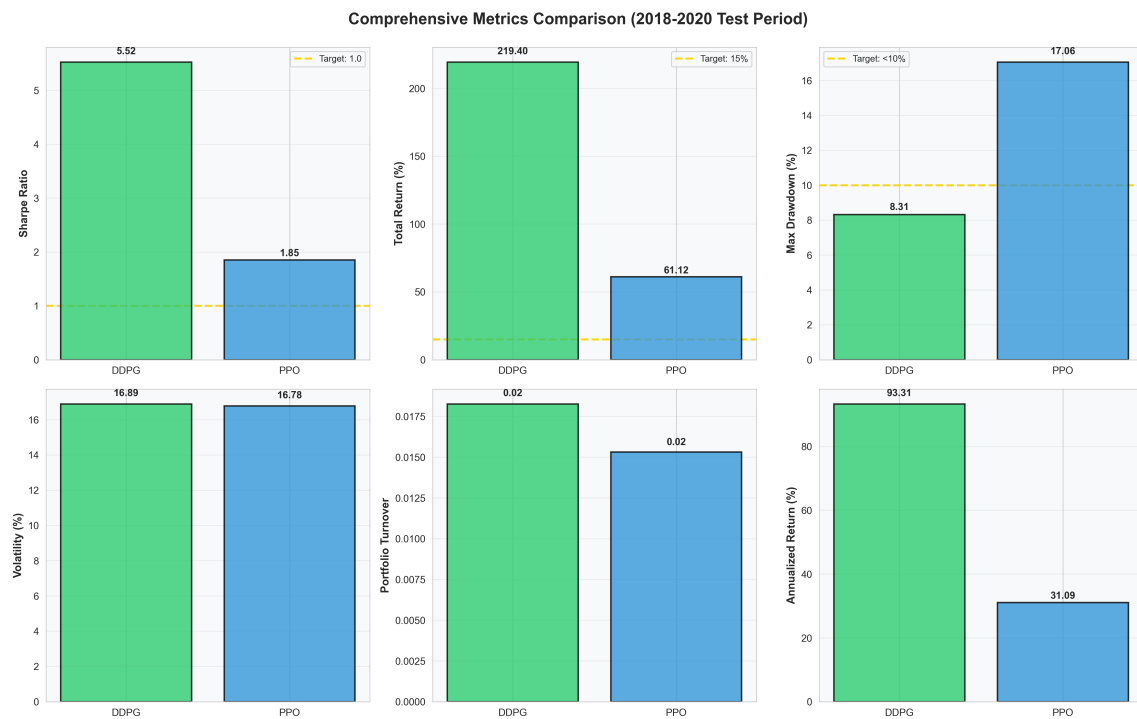 Comprehensive Metrics Comparison (2018-2020 Test Period)
5.52
Target: 1.0
5
4
3
2
1
0
Sharpe Ratio
1.85
DDPG
PPO
219.40
Target: 15%
200
150
100
50
0
Total Return (%)
61.12
DDPG
PPO
17.06
Target: <10%
16
14
12
10
8
6
4
2
0
Max Drawdown (%)
8.31
DDPG
PPO
16.89
16.78
16
14
12
10
8
6
4
2
0
Volatility (%)
DDPG
PPO
0.02
0.02
0.0175
0.0150
0.0125
0.0100
0.0075
0.0050
0.0025
0.0000
Portfolio Turnover
DDPG
PPO
93.31
80
60
40
20
0
Annualized Return (%)
31.09
DDPG
PPO